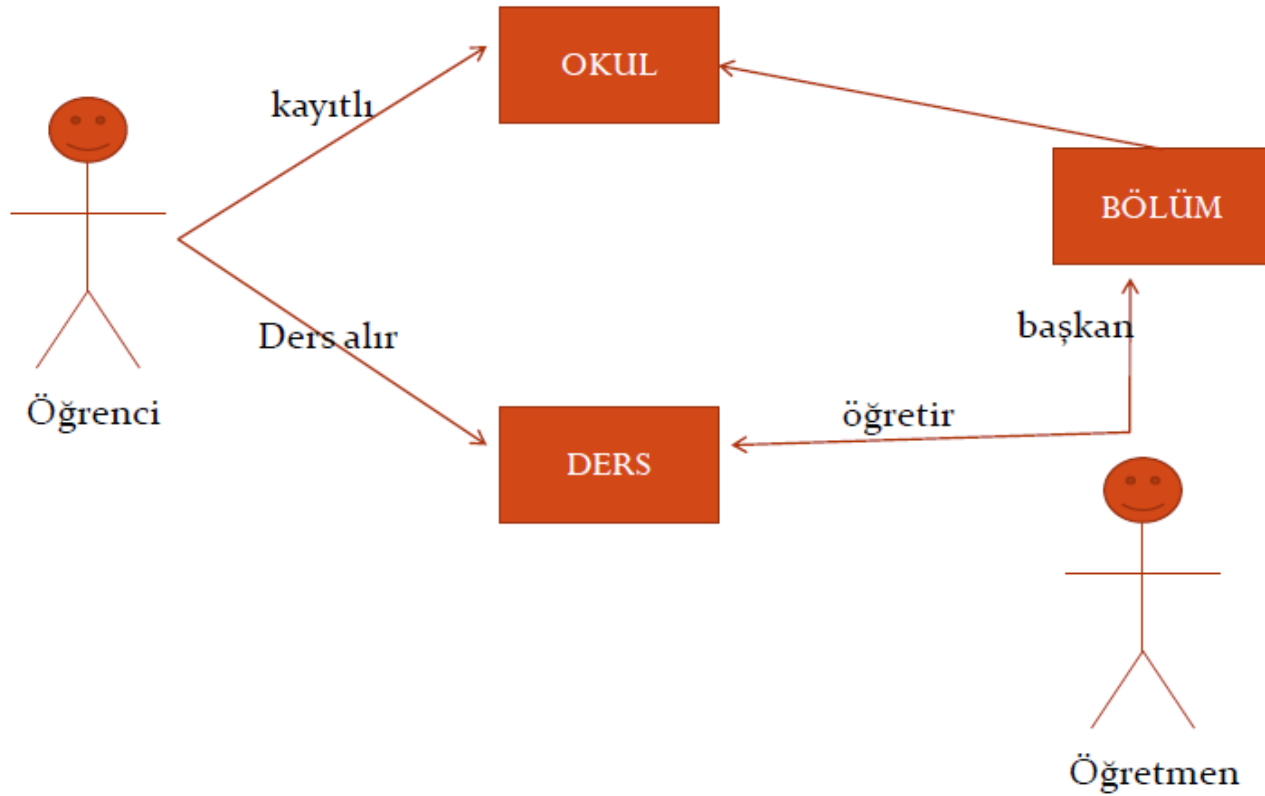 OKUL
kayıtlı
BÖLÜM
Ders alır
başkan
Öğrenci
öğretir
DERS
Öğretmen